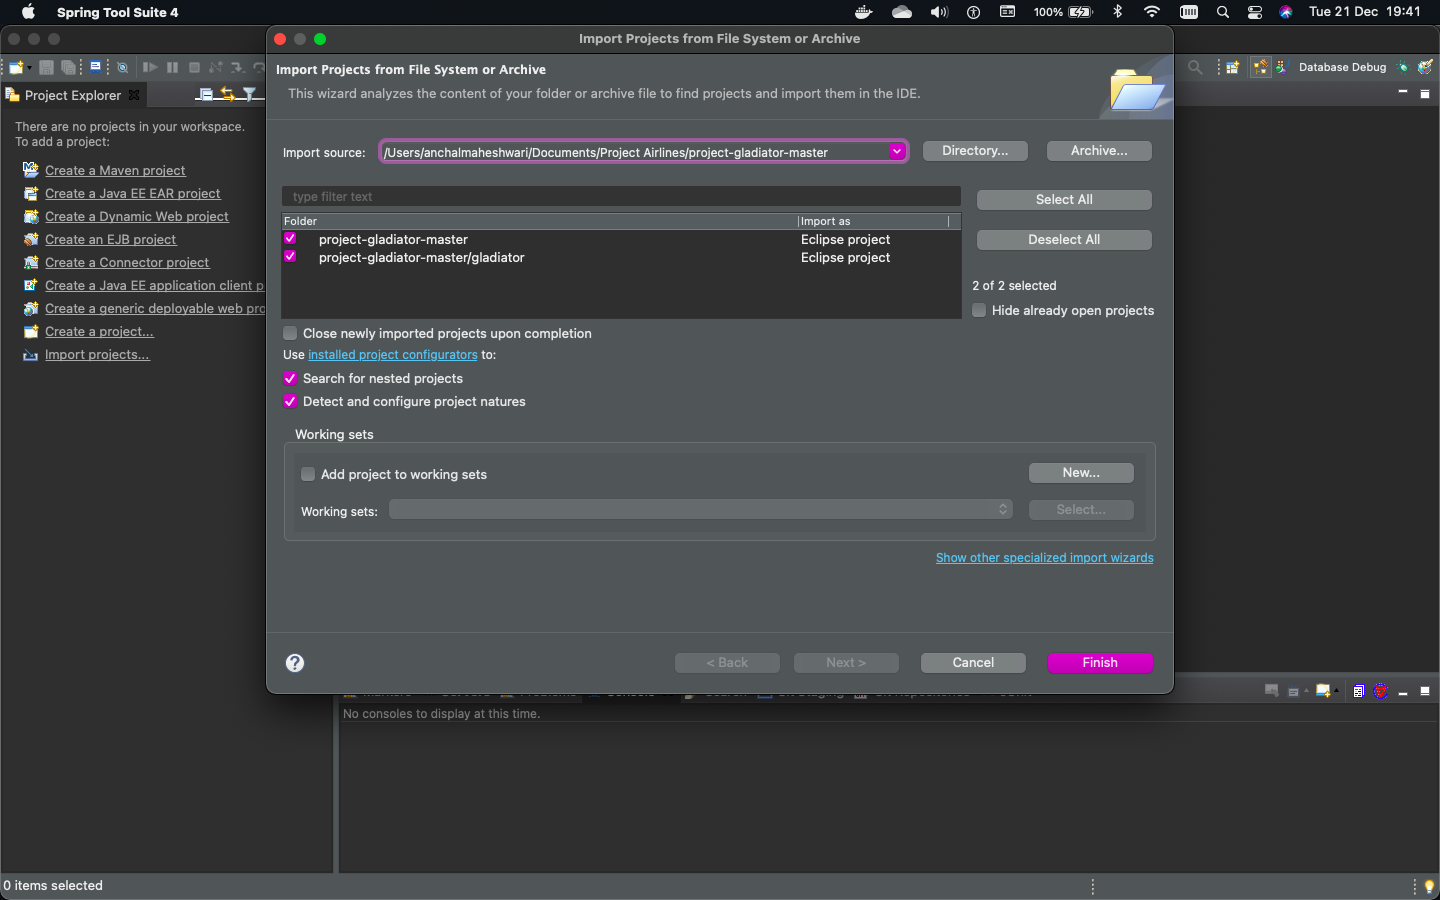 Spring Tool Suite 4
100%
Tue 21 Dec 19:41
Import Projects from File System or Archive
Database Debug
Project Explorer
There are no projects in your workspace.
To add a project:
Create a Maven project
Create a Java EE EAR project
Create a Dynamic Web project
Create an EJB project
Create a Connector project
Create a Java EE application client p
Create a generic deployable web pro
Create a project...
Import projects...
Import Projects from File System or Archive
This wizard analyzes the content of your folder or archive file to find projects and import them in the IDE.
Import source: /Users/anchalmaheshwari/Documents/Project Airlines/project-gladiator-master
Directory...
Archive...
type filter text
Select All
Folder Import as
project-gladiator-master Eclipse project
Deselect All
project-gladiator-master/gladiator Eclipse project
2 of 2 selected
Hide already open projects
Close newly imported projects upon completion
Use installed project configurators to:
Search for nested projects
Detect and configure project natures
Working sets
Add project to working sets
New...
Working sets:
Select...
Show other specialized import wizards
?
< Back
Next >
Cancel
Finish
No consoles to display at this time.
0 items selected